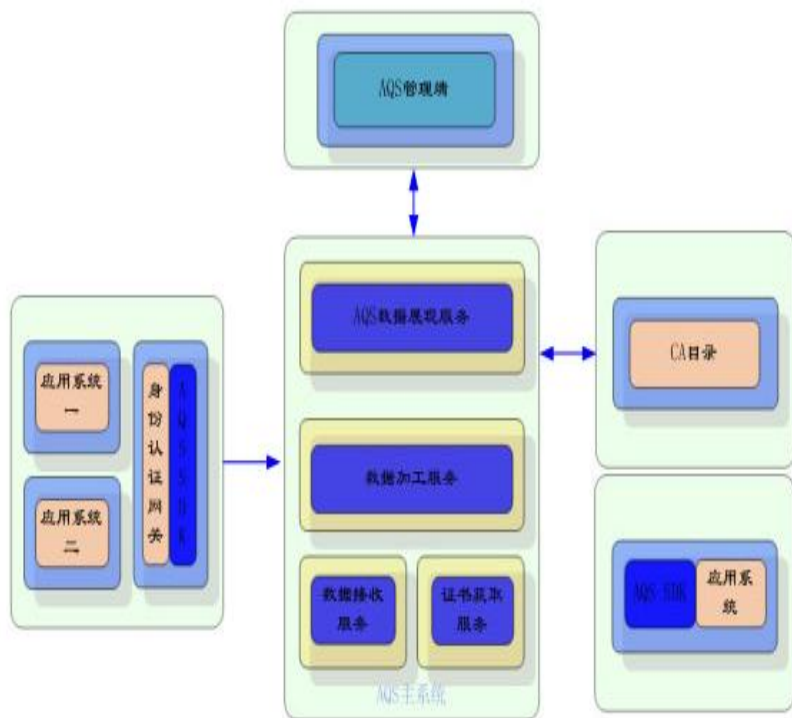 AQS管理端
AQS数据展现服务
CA目录
应用系统
一
身份认证网关
AQSSDK
数据加工服务
应用系统
二
数据接收
服务
证书获取
服务
AQS SDK
应用系
统
AQS主系统